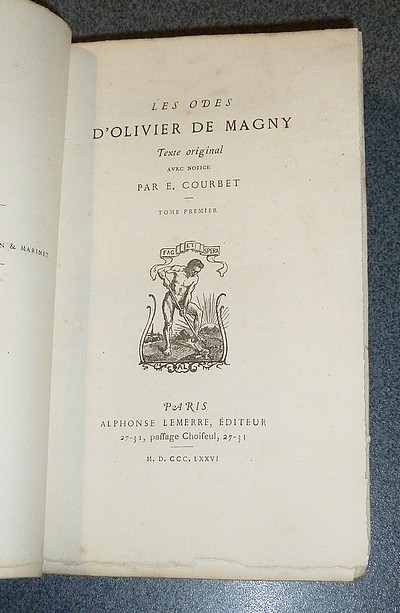 N & MARINET
LES ODES
D'OLIVIER DE MAGNY
Texte original
AVEC NOTICE
PAR E. COURBET
TOME PREMIER
FAC ET SPERA
AL
PARIS
ALPHONSE LEMERRE, ÉDITEUR
27-31, paſſage Choiſeul, 27-31
M. D. CCC. LXXVI